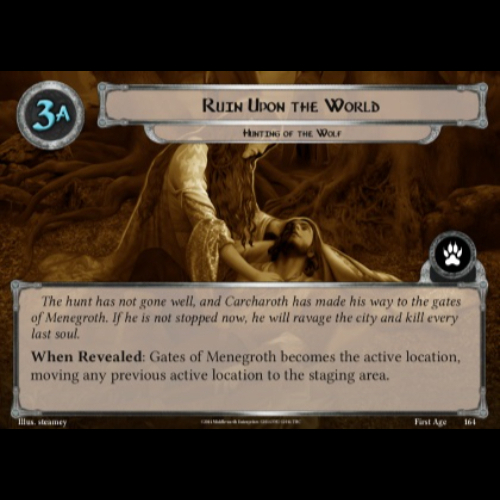 3A
Ruin Upon the World
Hunting of the Wolf
The hunt has not gone well, and Carcharoth has made his way to the gates
of Menegroth. If he is not stopped now, he will ravage the city and kill every
last soul.
When Revealed: Gates of Menegroth becomes the active location,
moving any previous active location to the staging area.
Illus. steamey
First Age
164